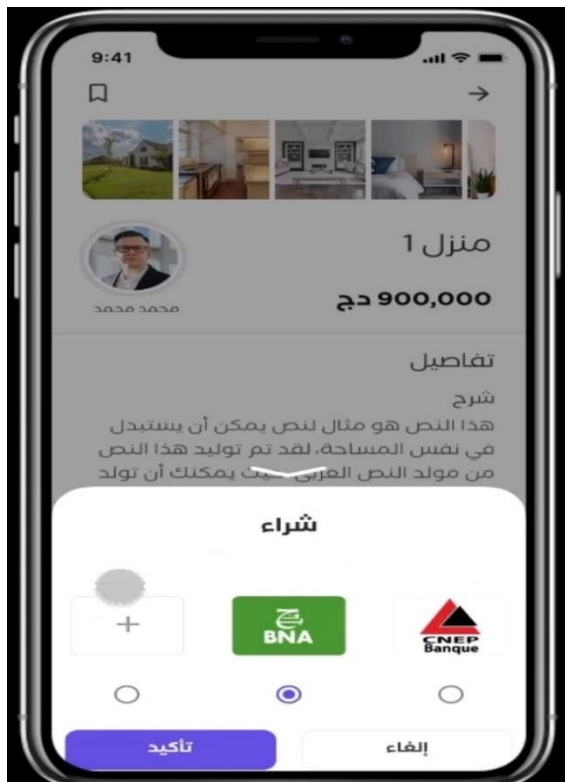 9:41
منزل 1
900,000 دج
محمد محمد
تفاصيل
شرح
هذا النص هو مثال لنص يمكن أن يستبدل
في نفس المساحة، لقد تم توليد هذا النص
من مولد النص العربى، حيث يمكنك أن تولد
شراء
CNEP
Banque
BNA
+
إلغاء
تأكيد